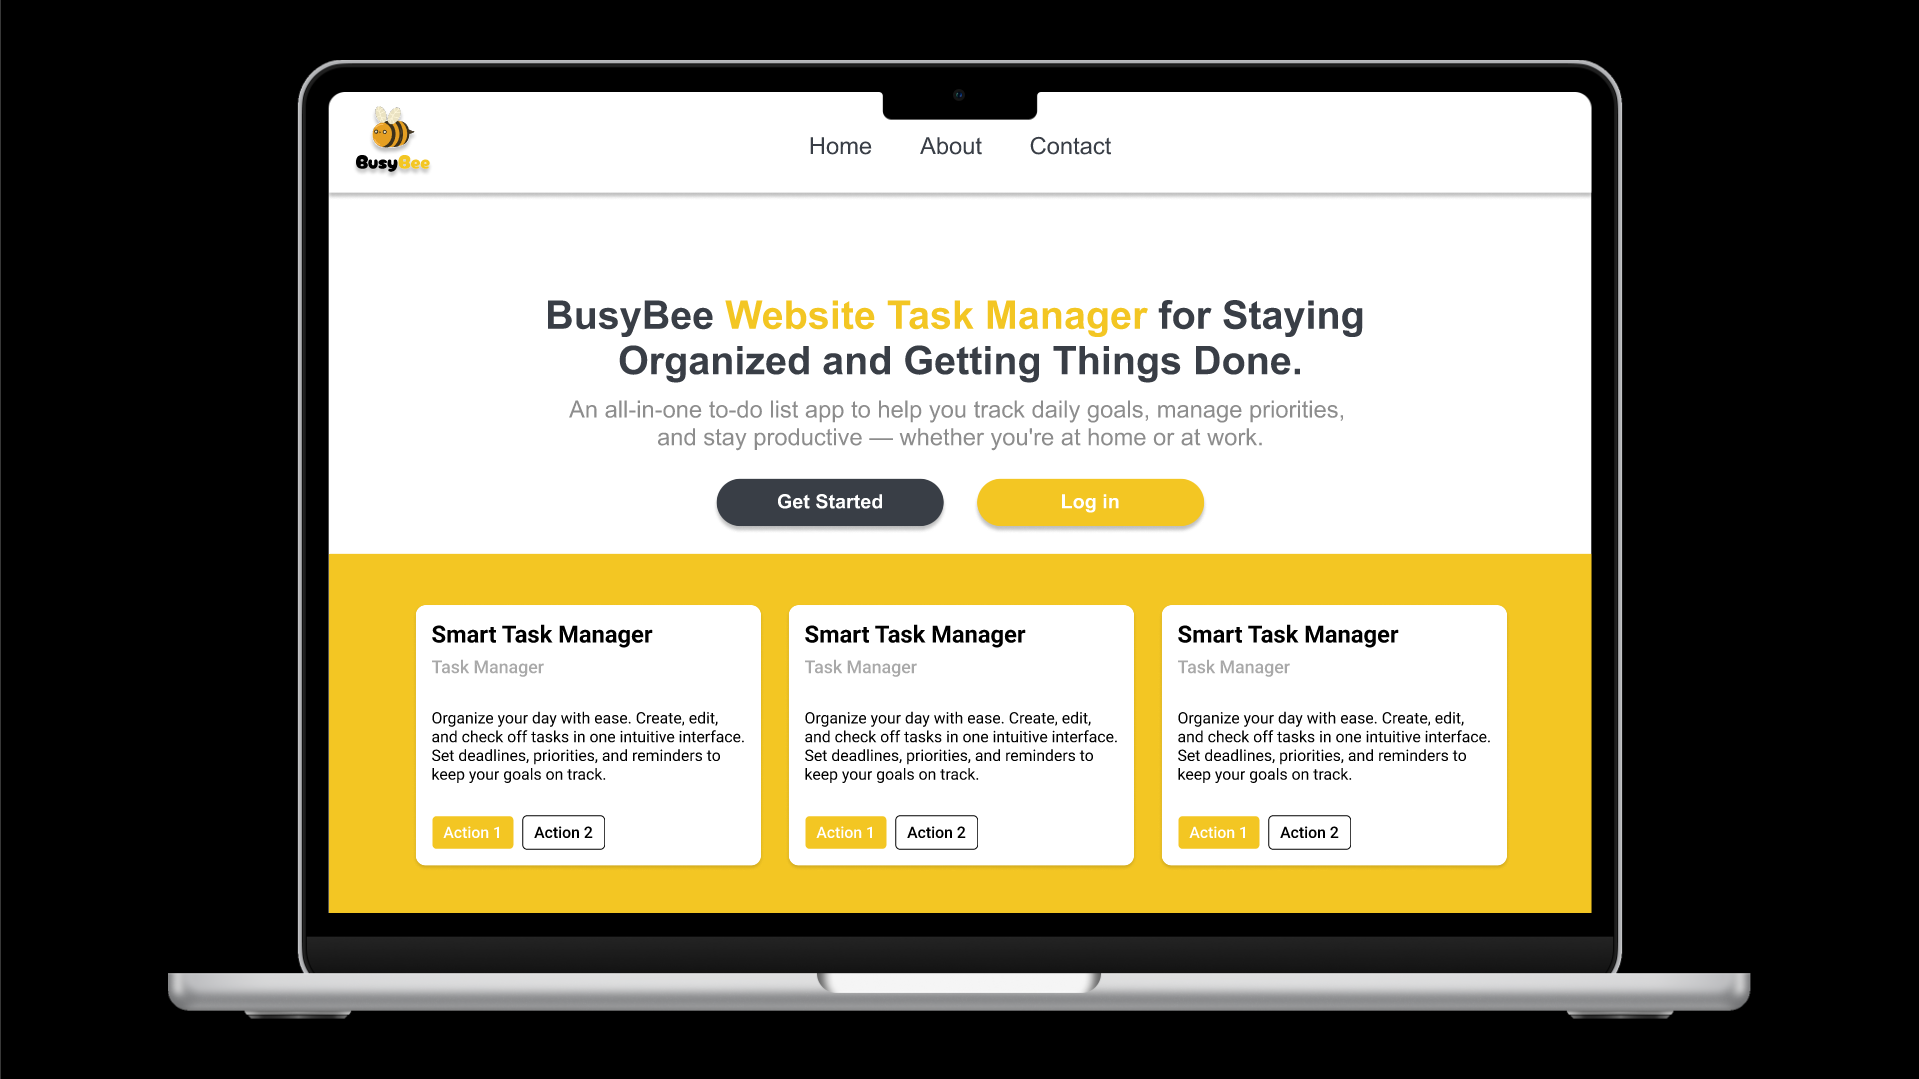 BusyBee
Home About Contact
BusyBee Website Task Manager for Staying
Organized and Getting Things Done.
An all-in-one to-do list app to help you track daily goals, manage priorities,
and stay productive — whether you're at home or at work.
Get Started
Log in
Smart Task Manager
Task Manager
Organize your day with ease. Create, edit,
and check off tasks in one intuitive interface.
Set deadlines, priorities, and reminders to
keep your goals on track.
Action 1 Action 2
Smart Task Manager
Task Manager
Organize your day with ease. Create, edit,
and check off tasks in one intuitive interface.
Set deadlines, priorities, and reminders to
keep your goals on track.
Action 1 Action 2
Smart Task Manager
Task Manager
Organize your day with ease. Create, edit,
and check off tasks in one intuitive interface.
Set deadlines, priorities, and reminders to
keep your goals on track.
Action 1 Action 2